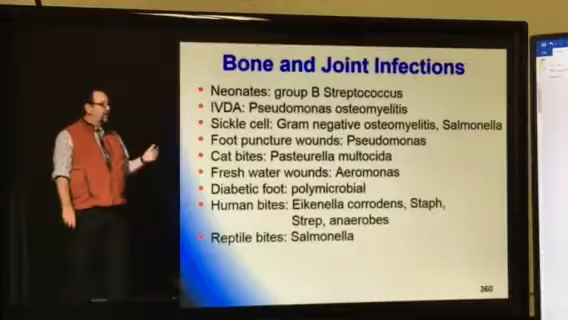 Bone and Joint Infections
• Neonates: group B Streptococcus
• IVDA: Pseudomonas osteomyelitis
• Sickle cell: Gram negative osteomyelitis, Salmonella
• Foot puncture wounds: Pseudomonas
• Cat bites: Pasteurella multocida
• Fresh water wounds: Aeromonas
• Diabetic foot: polymicrobial
• Human bites: Eikenella corrodens, Staph,
Strep, anaerobes
• Reptile bites: Salmonella
360